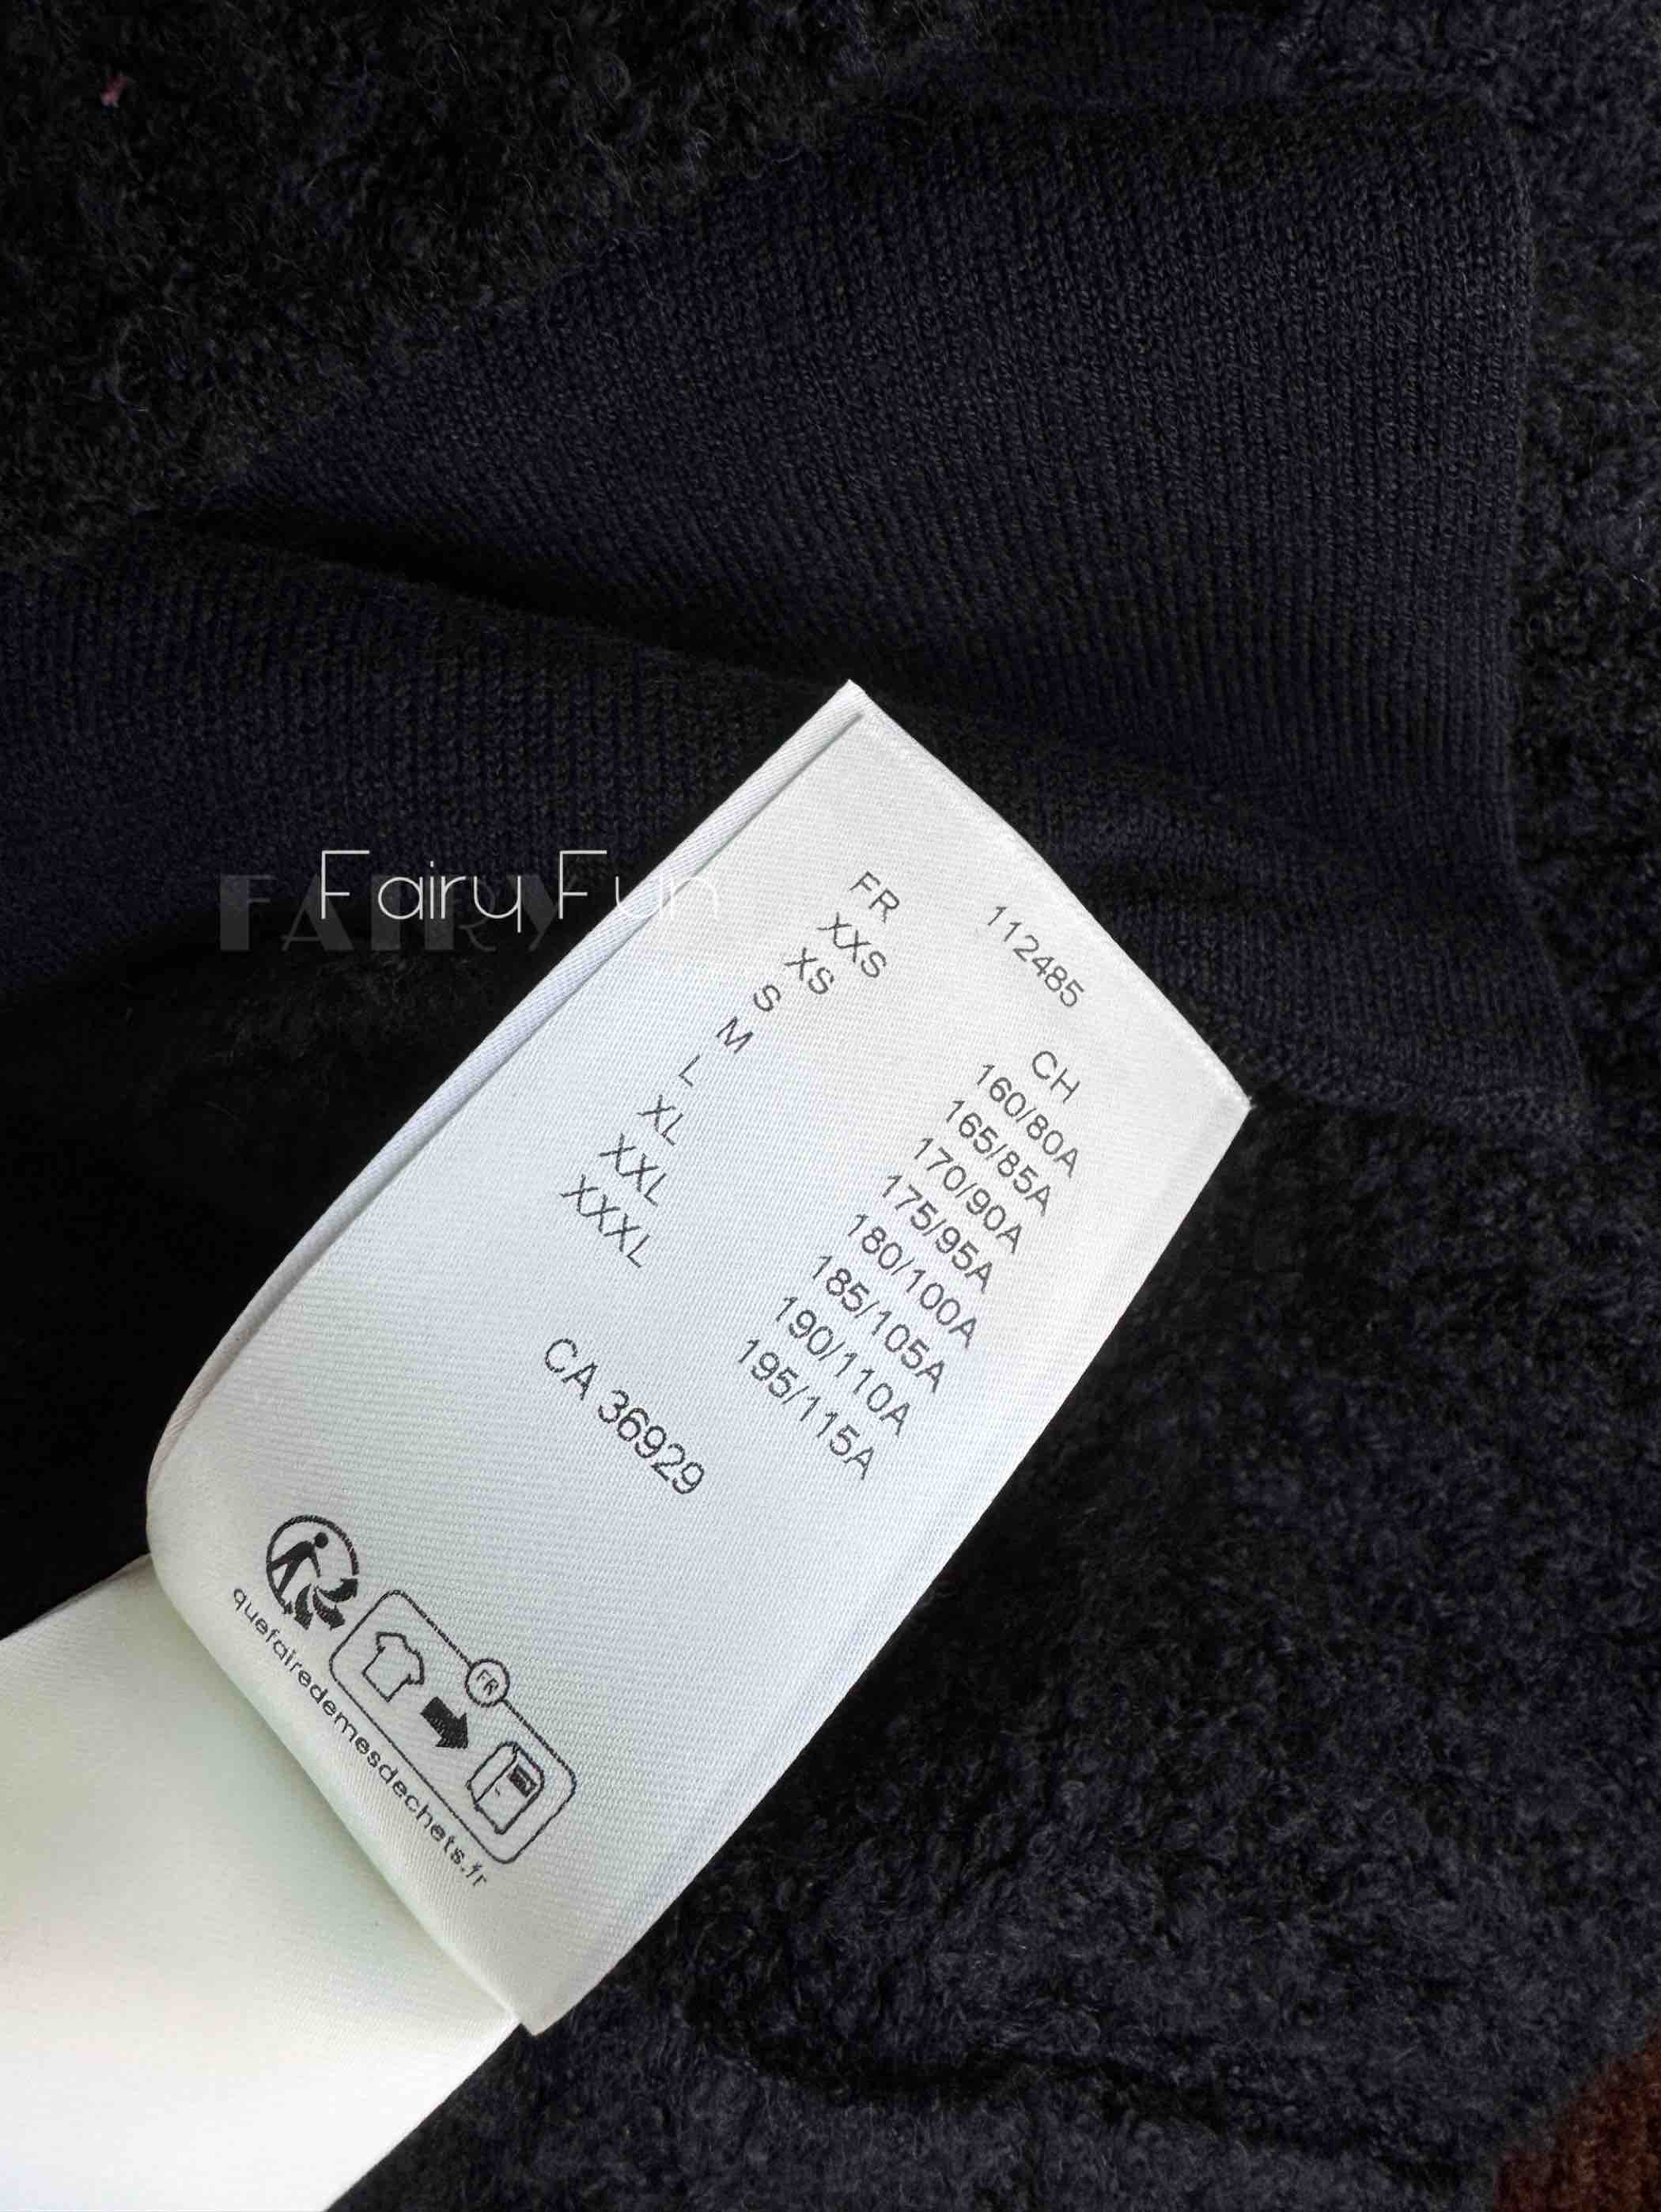 FairyFun
FAIRY
112485
FR CH
XXS 160/80A
XS 165/85A
S 170/90A
M 175/95A
L 180/100A
XL 185/105A
XXL 190/110A
XXXL 195/115A
CA 36929
FR
quefairedemesdechets.fr